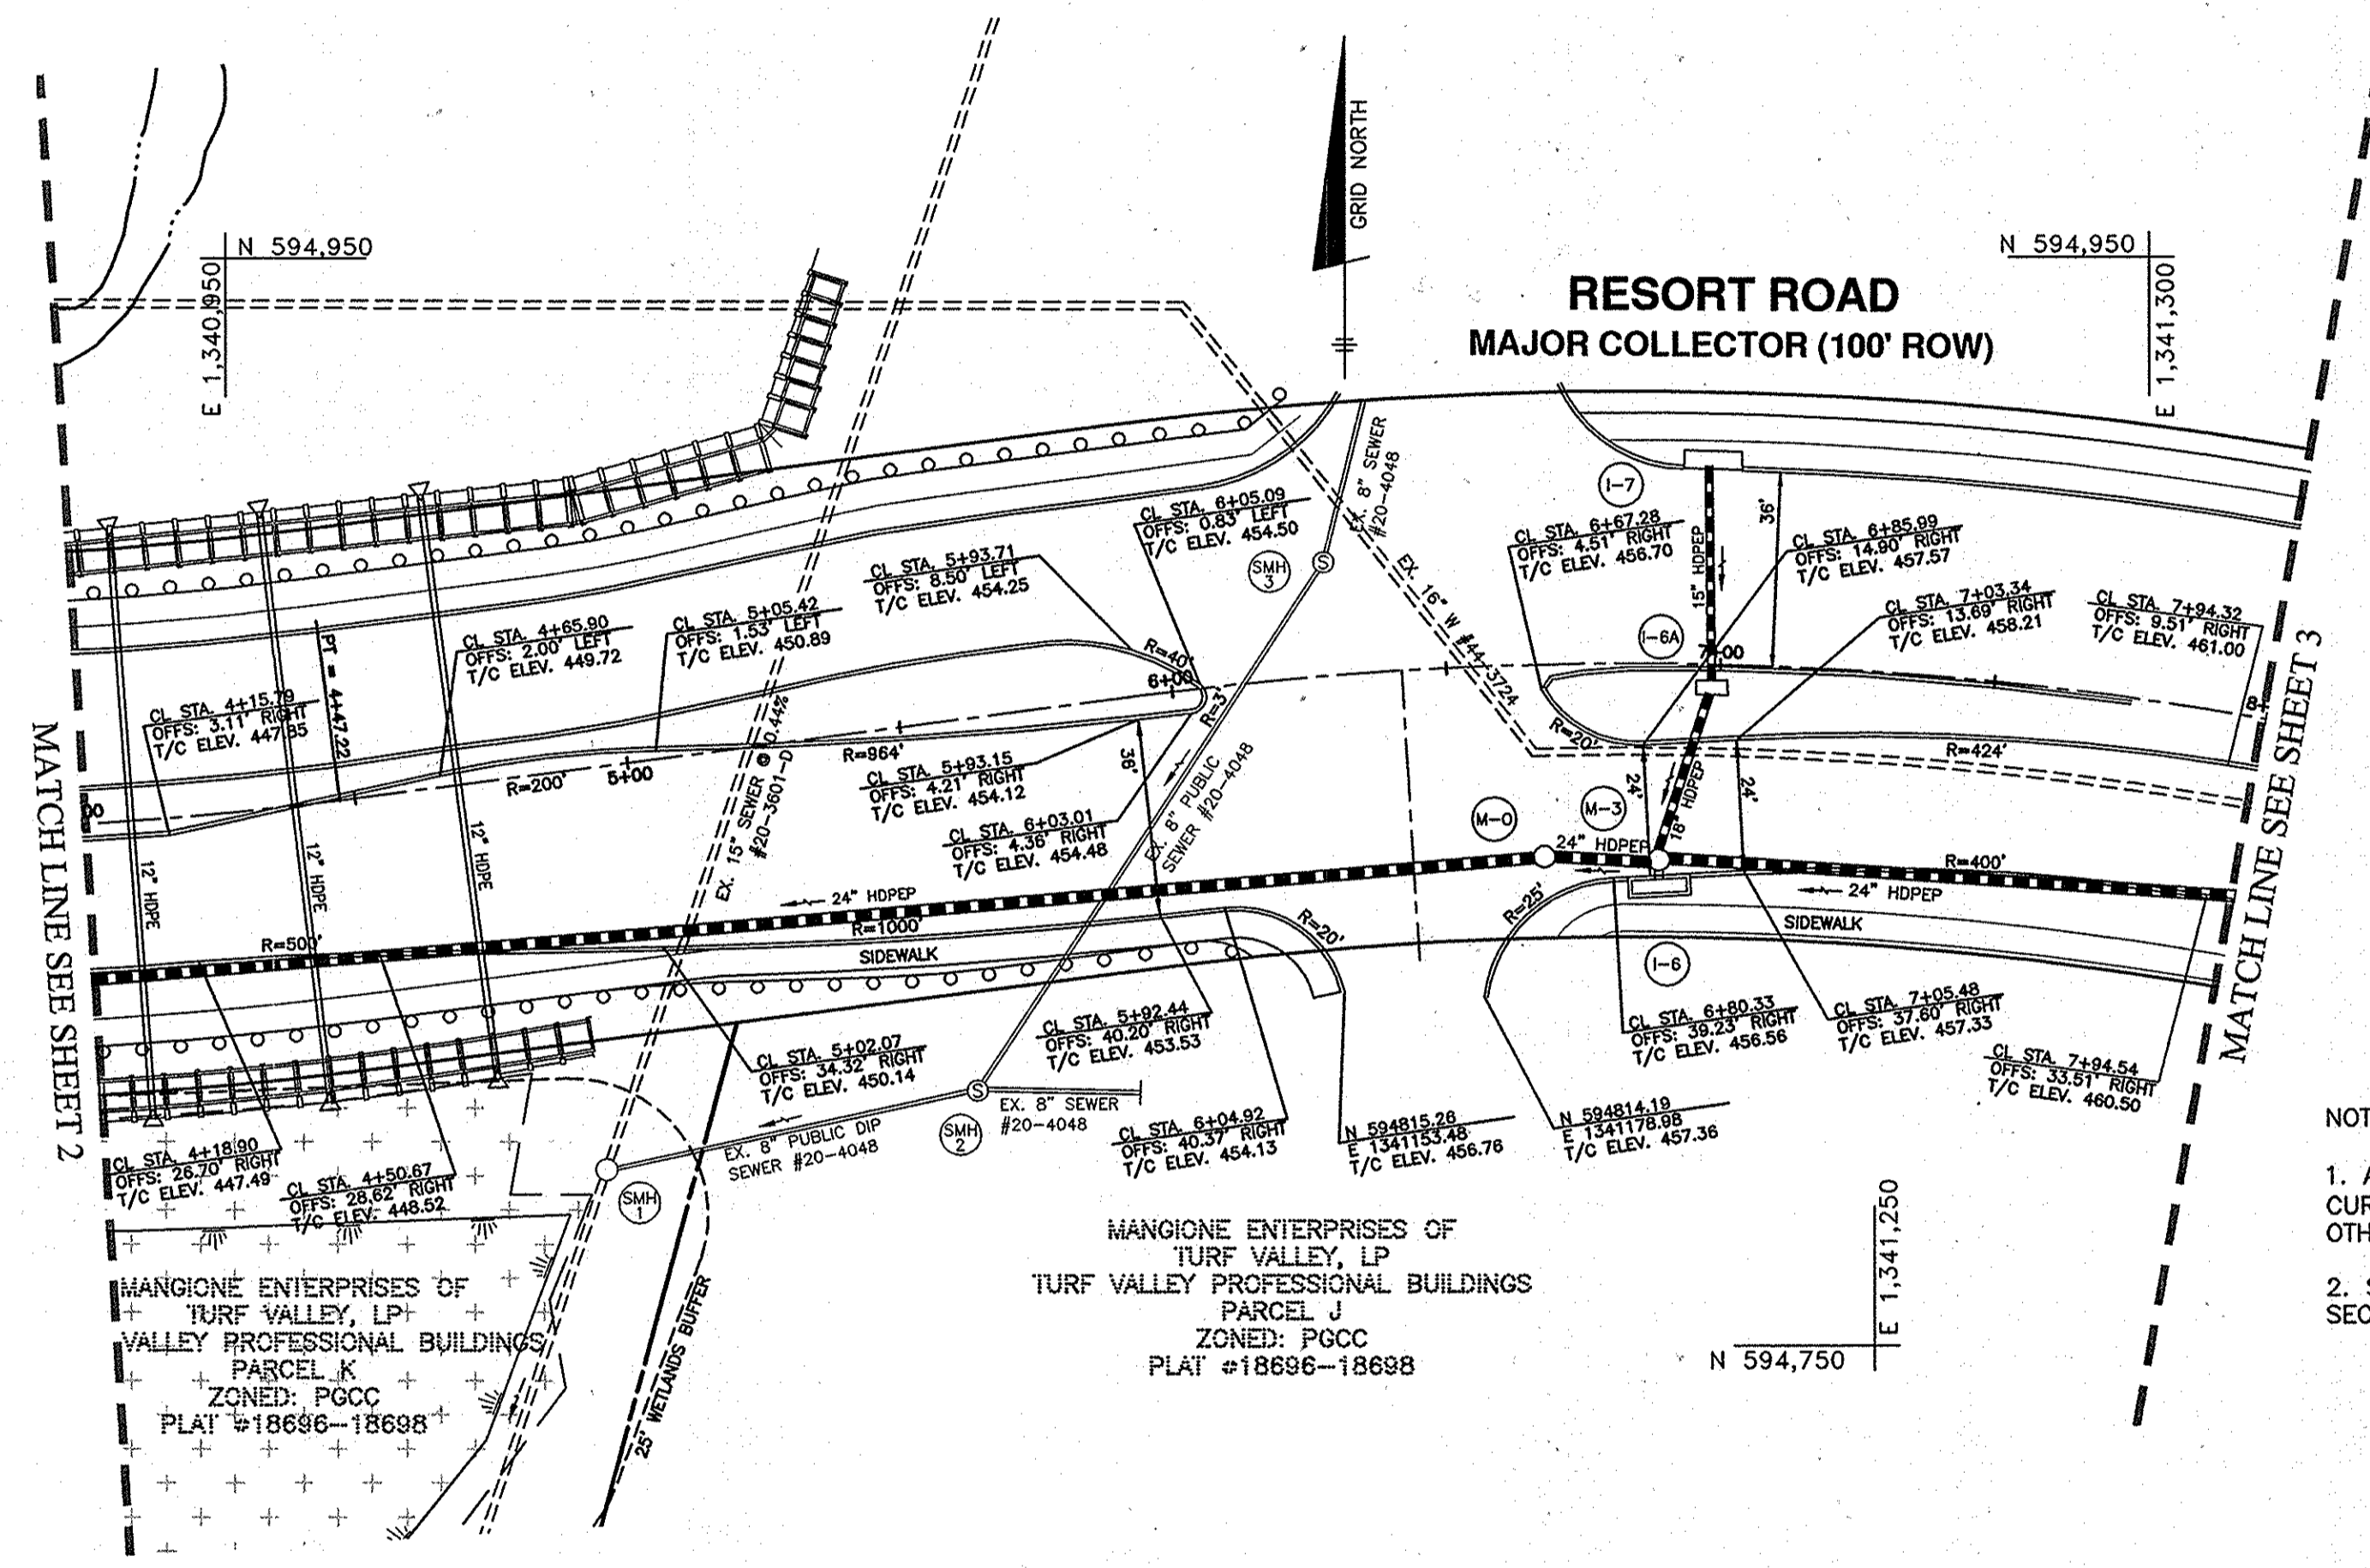 N 594,950
E 1,340,950
GRID NORTH
N 594,950
E 1,341,300
RESORT ROAD
MAJOR COLLECTOR (100' ROW)
EX. 8" SEWER
#20-4048
I-7
36'
15" HDPEP
CL STA. 6+05.09
OFFS: 0.83' LEFT
T/C ELEV. 454.50
SMH
3
CL STA. 6+67.28
OFFS: 4.51' RIGHT
T/C ELEV. 456.70
CL STA. 6+85.99
OFFS: 14.90' RIGHT
T/C ELEV. 457.57
CL STA. 5+93.71
OFFS: 8.50' LEFT
T/C ELEV. 454.25
EX. 16" W #44-3724
CL STA. 7+03.34
OFFS: 13.69' RIGHT
T/C ELEV. 458.21
CL STA. 7+94.32
OFFS: 9.51' RIGHT
T/C ELEV. 461.00
CL STA. 5+05.42
OFFS: 1.53' LEFT
T/C ELEV. 450.89
CL STA. 4+65.90
OFFS: 2.00' LEFT
T/C ELEV. 449.72
PT = 4+47.22
I-6A
7+00
R=40'
6+00
R=3'
CL STA. 4+15.79
OFFS: 3.11' RIGHT
T/C ELEV. 447.85
MATCH LINE SEE SHEET 2
MATCH LINE SEE SHEET 3
R=200'
5+00
EX. 15" SEWER @ 0.44%
#20-3601-D
R=964'
CL STA. 5+93.15
OFFS: 4.21' RIGHT
T/C ELEV. 454.12
36'
R=20'
R=424'
24'
24'
18" HDPEP
EX. 8" PUBLIC
SEWER #20-4048
CL STA. 6+03.01
OFFS: 4.36' RIGHT
T/C ELEV. 454.48
M-0
M-3
24" HDPEP
12" HDPE
12" HDPE
12" HDPE
R=400'
24" HDPEP
24" HDPEP
R=500'
R=1000'
SIDEWALK
R=20'
R=25'
SIDEWALK
I-6
CL STA. 5+02.07
OFFS: 34.32' RIGHT
T/C ELEV. 450.14
CL STA. 5+92.44
OFFS: 40.20' RIGHT
T/C ELEV. 453.53
CL STA. 6+80.33
OFFS: 39.23' RIGHT
T/C ELEV. 456.56
CL STA. 7+05.48
OFFS: 37.60' RIGHT
T/C ELEV. 457.33
CL STA. 7+94.54
OFFS: 33.51' RIGHT
T/C ELEV. 460.50
CL STA. 4+18.90
OFFS: 26.70' RIGHT
T/C ELEV. 447.49
CL STA. 4+50.67
OFFS: 28.62' RIGHT
T/C ELEV. 448.52
SMH
1
EX. 8" PUBLIC DIP
SEWER #20-4048
SMH
2
EX. 8" SEWER
#20-4048
CL STA. 6+04.92
OFFS: 40.37' RIGHT
T/C ELEV. 454.13
N 594815.26
E 1341153.48
T/C ELEV. 456.76
N 594814.19
E 1341178.98
T/C ELEV. 457.36
MANGIONE ENTERPRISES OF
TURF VALLEY, LP
VALLEY PROFESSIONAL BUILDINGS
PARCEL K
ZONED: PGCC
PLAT #18696-18698
25' WETLANDS BUFFER
MANGIONE ENTERPRISES OF
TURF VALLEY, LP
TURF VALLEY PROFESSIONAL BUILDINGS
PARCEL J
ZONED: PGCC
PLAT #18696-18698
E 1,341,250
N 594,750
NOT
1. A
CUR
OTH
2. S
SEC